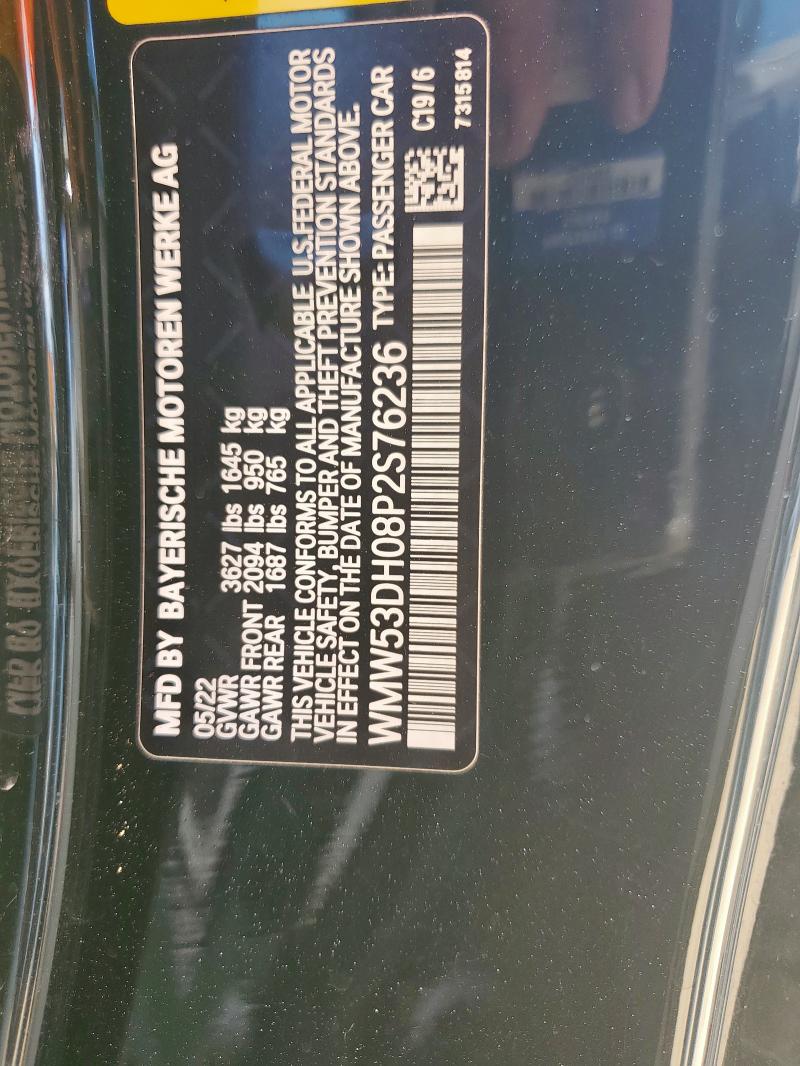 MFD BY BAYERISCHE MOTOREN WERKE AG
05/22
GVWR 3627 lbs 1645 kg
GAWR FRONT 2094 lbs 950 kg
GAWR REAR 1687 lbs 765 kg
THIS VEHICLE CONFORMS TO ALL APPLICABLE U.S.FEDERAL MOTOR
VEHICLE SAFETY, BUMPER AND THEFT PREVENTION STANDARDS
IN EFFECT ON THE DATE OF MANUFACTURE SHOWN ABOVE.
WMW53DH08P2S76236 TYPE: PASSENGER CAR
C19/6
7315814